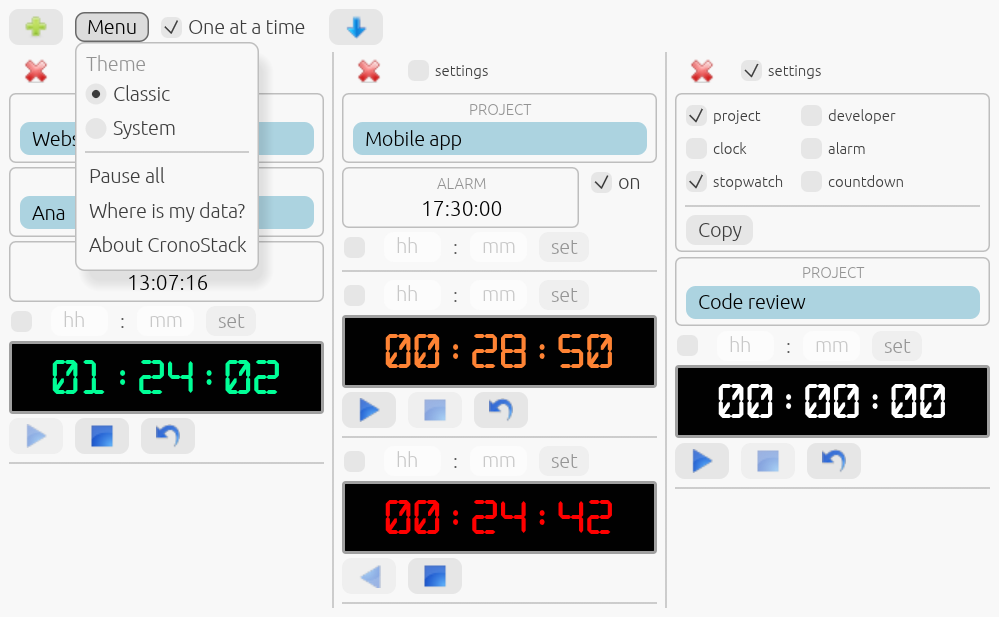 Menu
One at a time
Theme
Classic
System
Pause all
Where is my data?
About CronoStack
Ana
13:07:16
hh : mm set
01:24:02
settings
PROJECT
Mobile app
ALARM
17:30:00
on
hh : mm set
hh : mm set
00:28:50
hh : mm set
00:24:42
settings
project
developer
clock
alarm
stopwatch
countdown
Copy
PROJECT
Code review
hh : mm set
00:00:00